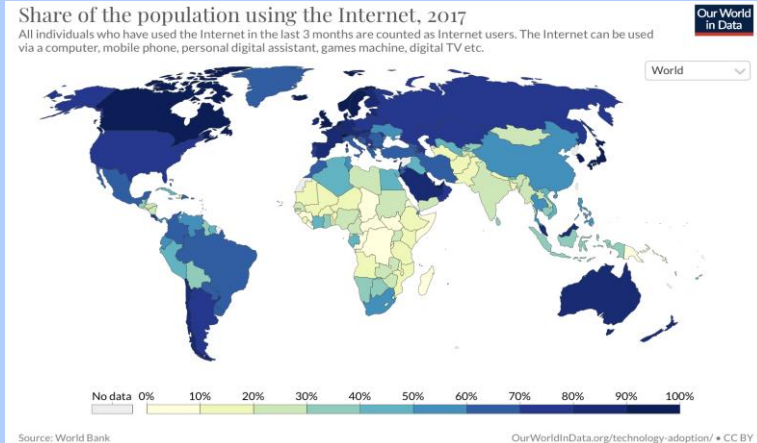 Share of the population using the Internet, 2017
Our World
in Data
All individuals who have used the Internet in the last 3 months are counted as Internet users. The Internet can be used
via a computer, mobile phone, personal digital assistant, games machine, digital TV etc.
World
No data 0% 10% 20% 30% 40% 50% 60% 70% 80% 90% 100%
Source: World Bank
OurWorldInData.org/technology-adoption/ • CC BY